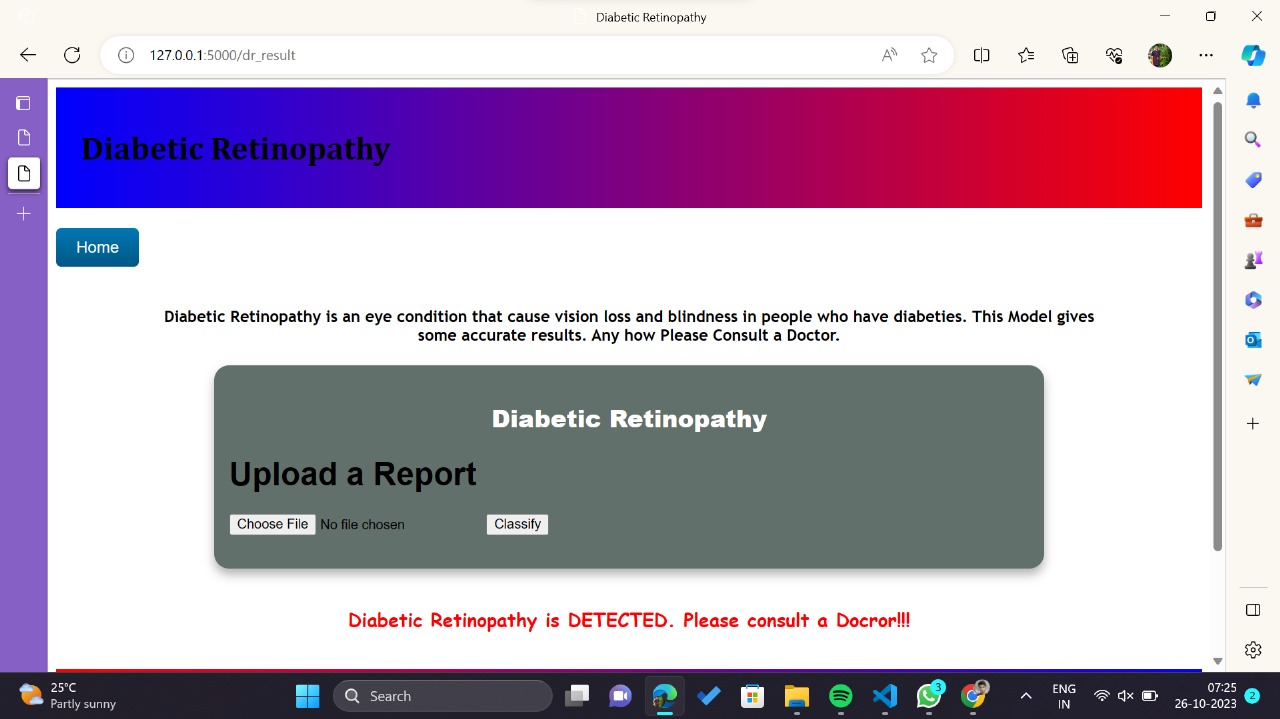 Diabetic Retinopathy
127.0.0.1:5000/dr_result
Diabetic Retinopathy
Home
Diabetic Retinopathy is an eye condition that cause vision loss and blindness in people who have diabeties. This Model gives
some accurate results. Any how Please Consult a Doctor.
Diabetic Retinopathy
Upload a Report
Choose File No file chosen Classify
Diabetic Retinopathy is DETECTED. Please consult a Docror!!!
25°C
Partly sunny
Search
3
ENG
IN
07:25
26-10-2023
2